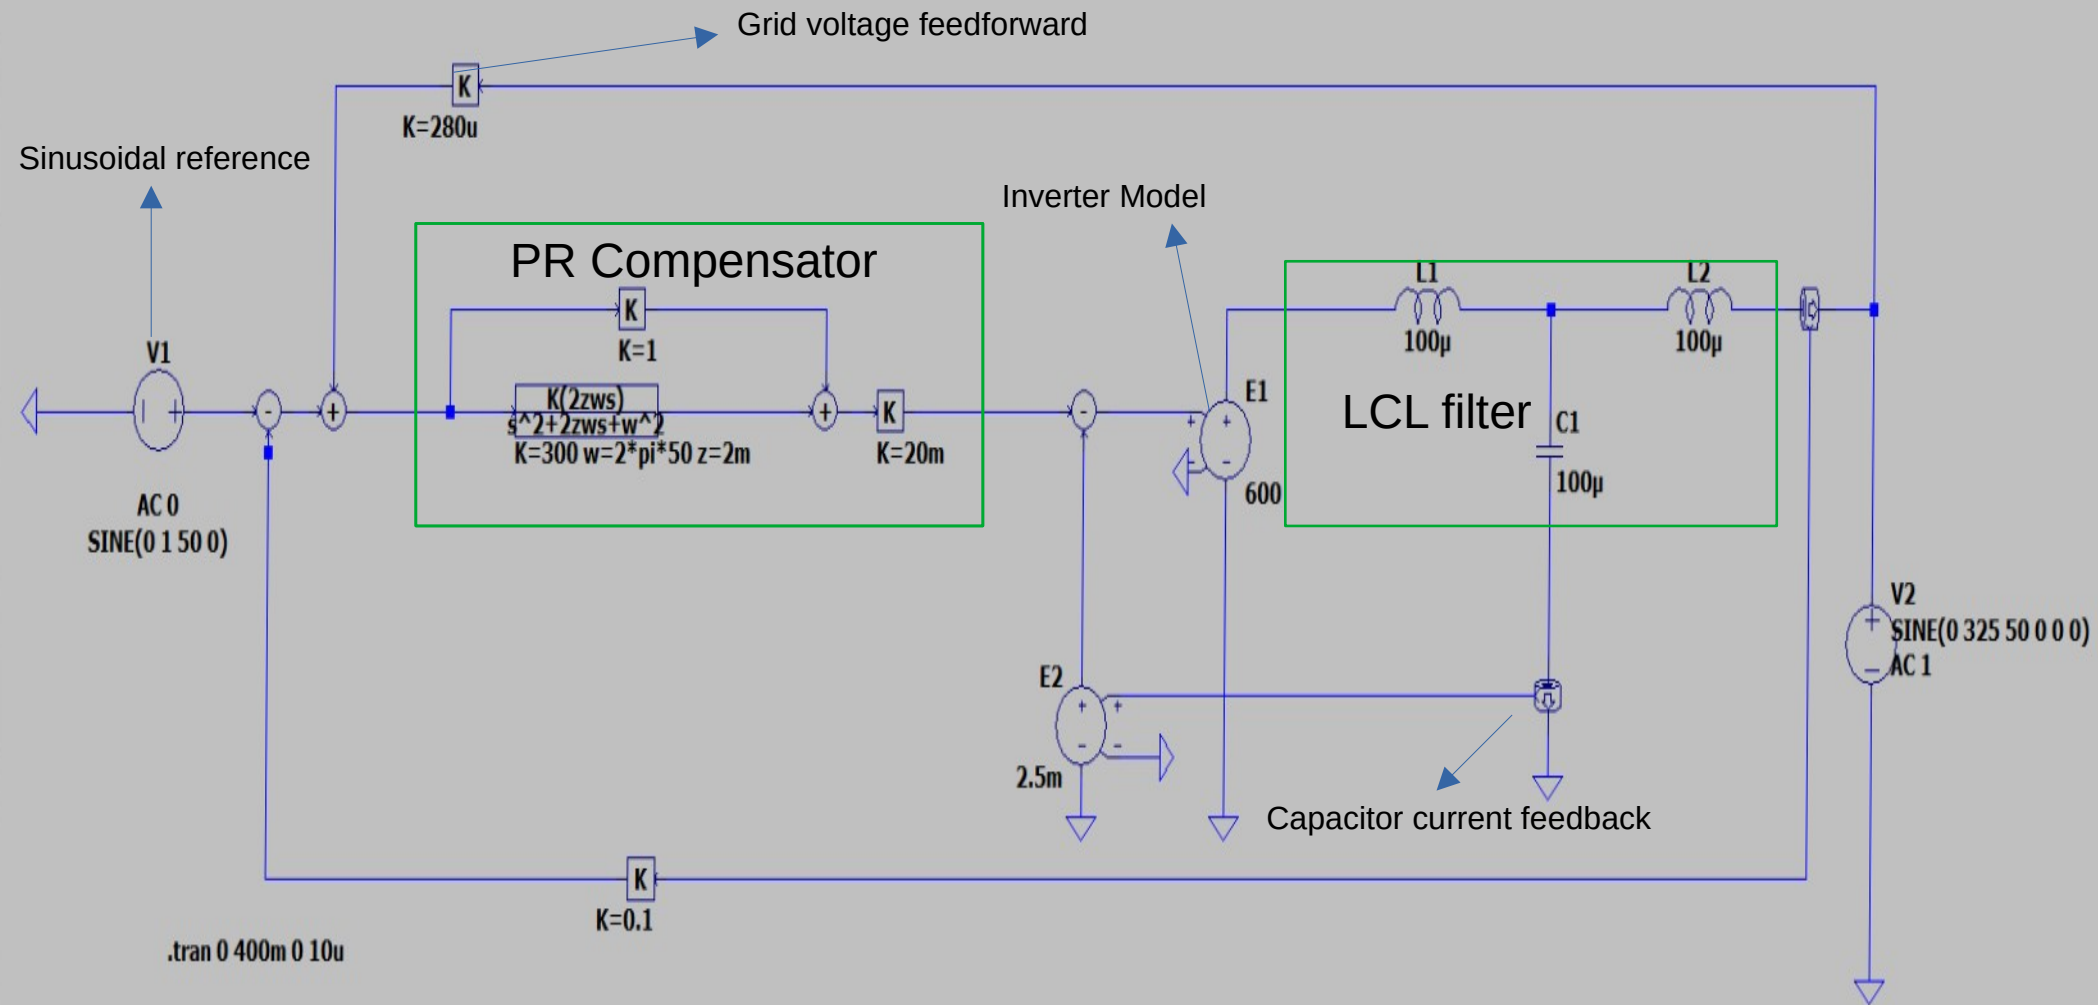 Grid voltage feedforward
K
K=280u
Sinusoidal reference
Inverter Model
PR Compensator
K
K=1
V1
K(2zws)
s^2+2zws+w^2
K=300 w=2*pi*50 z=2m
K
K=20m
-
+
+
-
AC 0
SINE(0 1 50 0)
E1
600
L1
100µ
L2
100µ
LCL filter
C1
100µ
V2
SINE(0 325 50 0 0 0)
AC 1
E2
2.5m
Capacitor current feedback
K
K=0.1
.tran 0 400m 0 10u